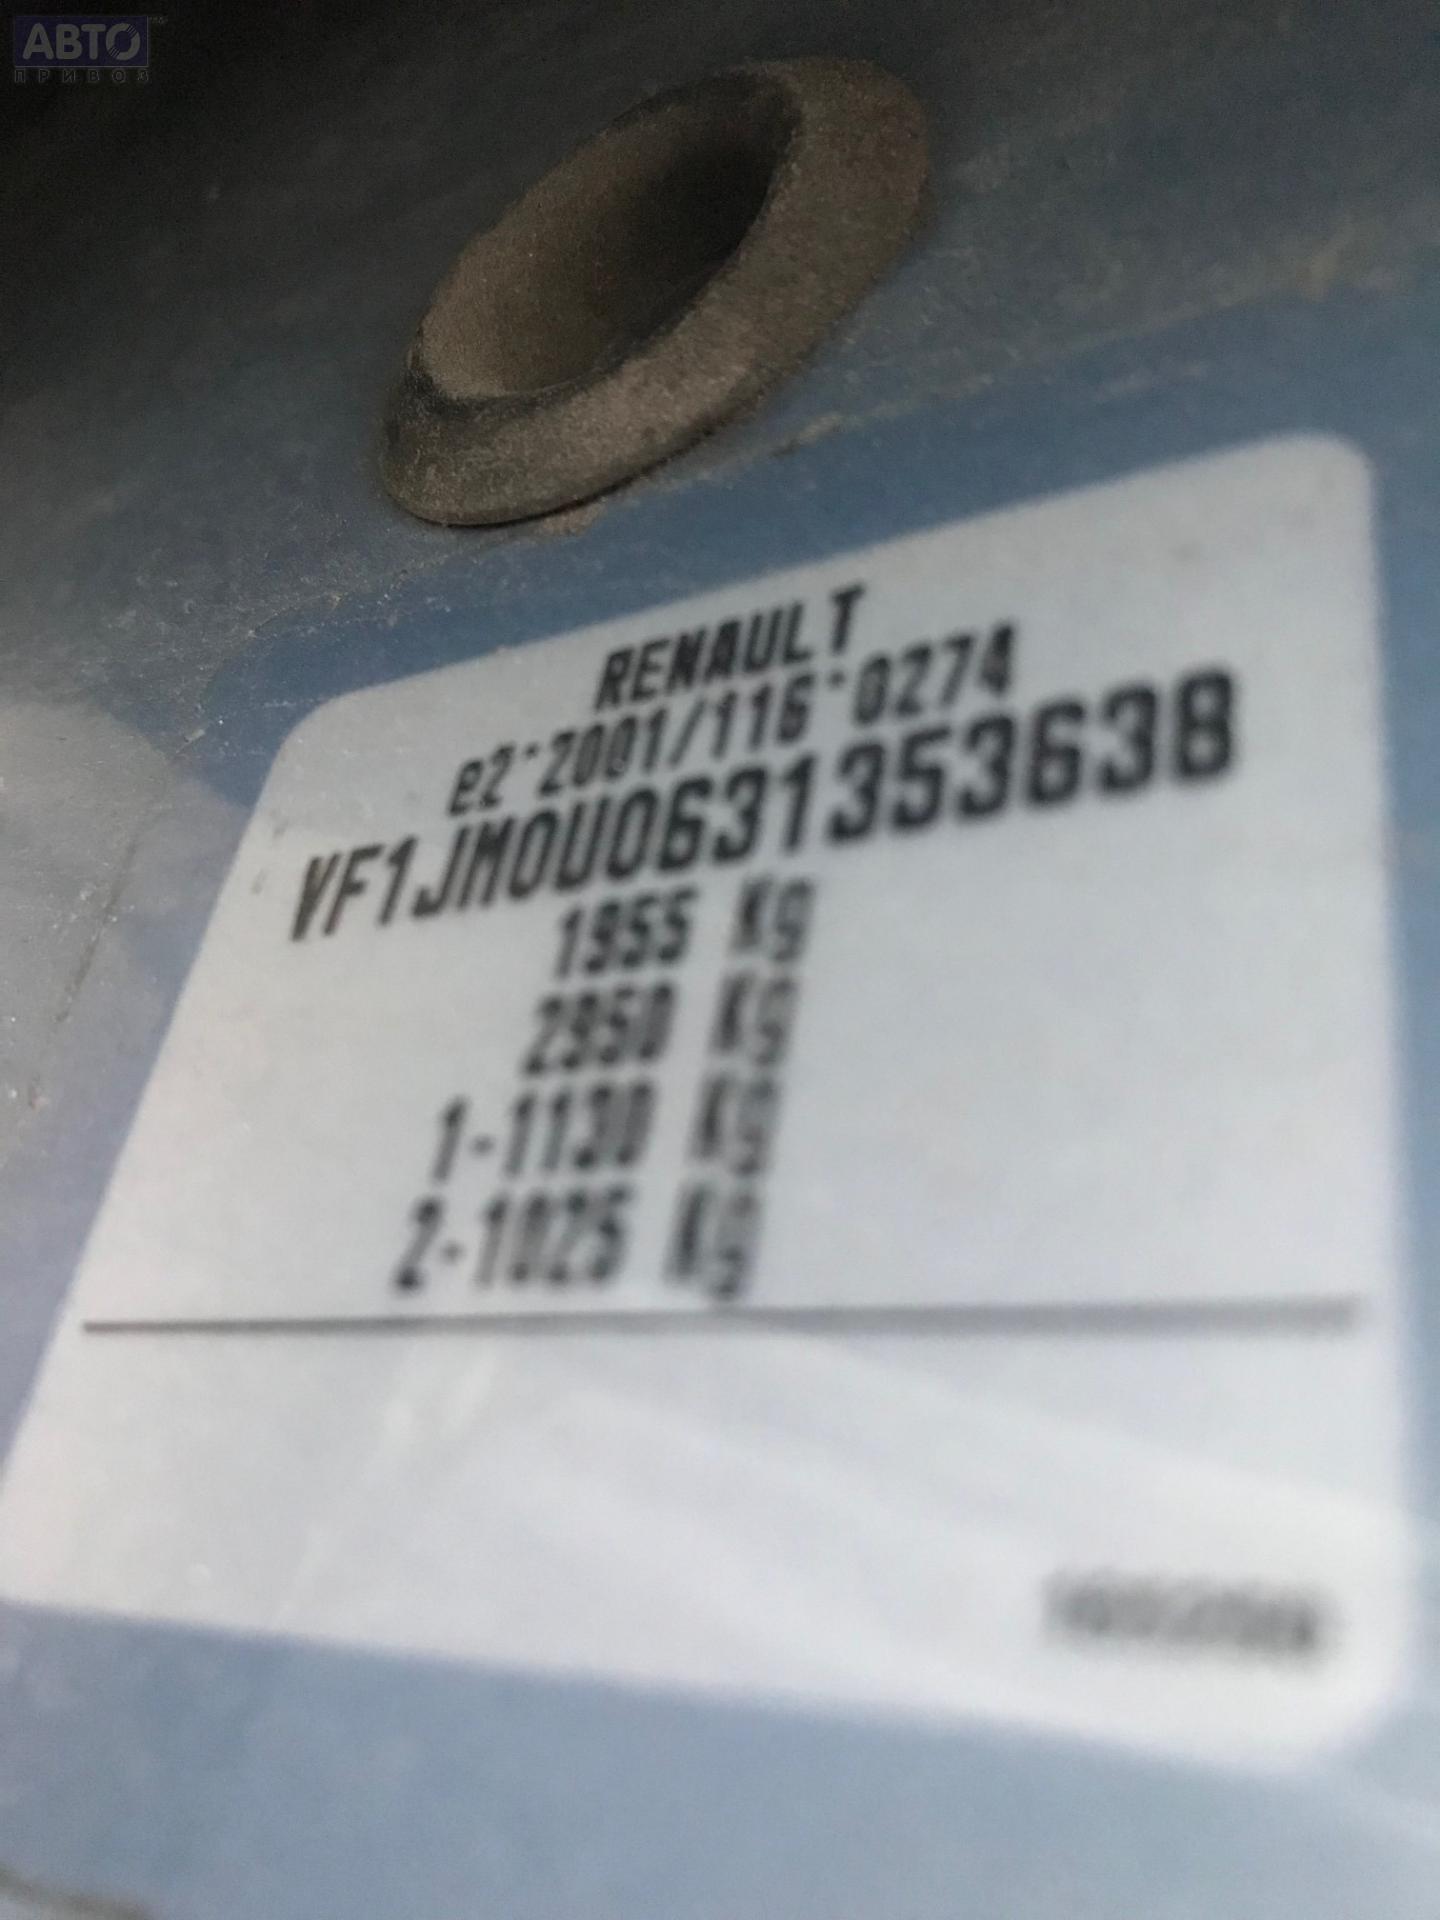 АВТО
ПРИВОЗ
RENAULT
e2*2001/116*0274
VF1JM0U0631353638
1955 Kg
2950 Kg
1-1130 Kg
2-1025 Kg